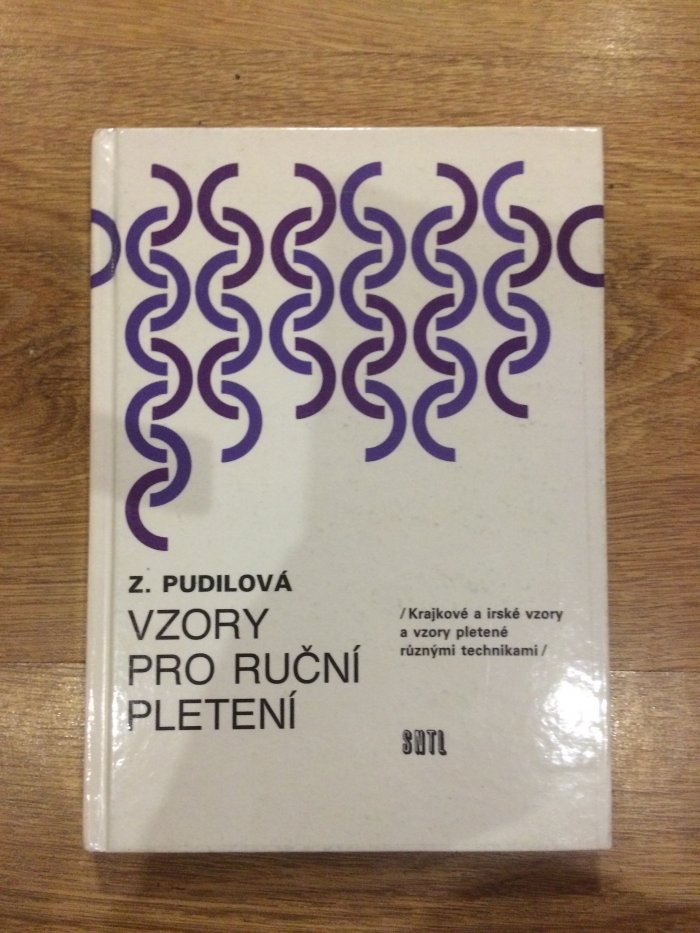 Z. PUDILOVÁ
VZORY
PRO RUČNÍ
PLETENÍ
/Krajkové a irské vzory
a vzory pletené
různými technikami/
SNTL